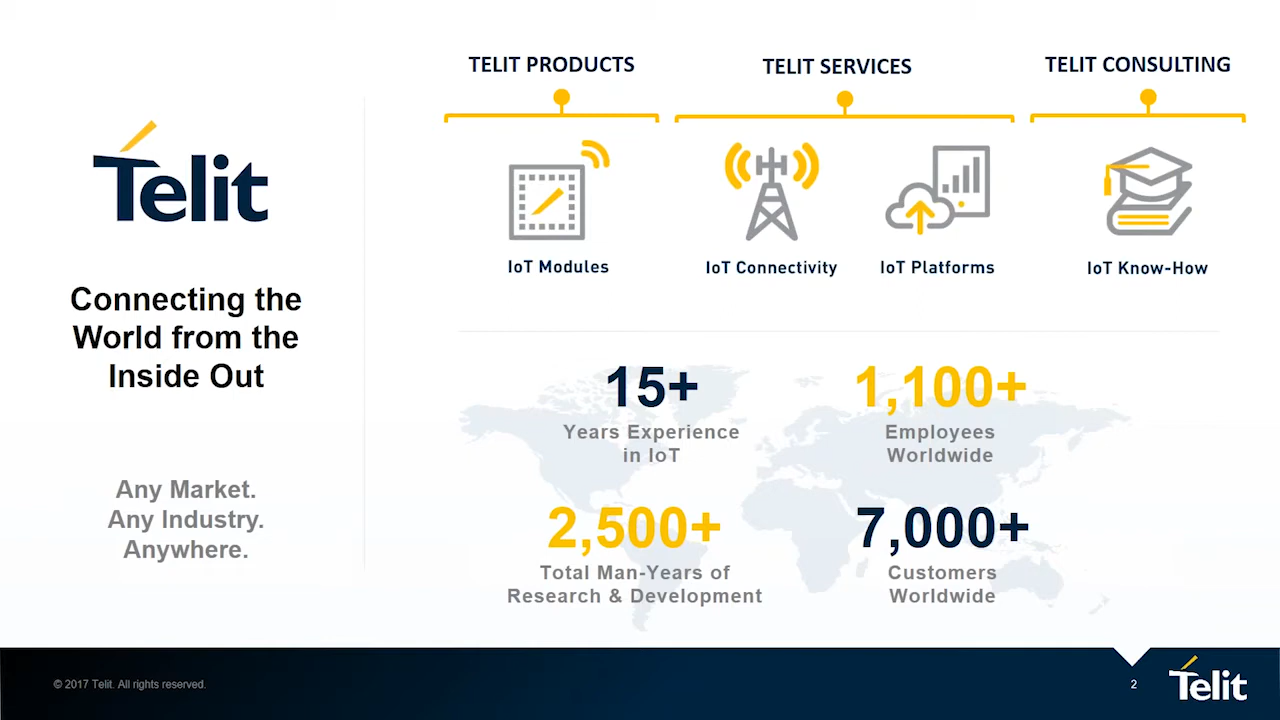 Telit
Connecting the
World from the
Inside Out
Any Market.
Any Industry.
Anywhere.
TELIT PRODUCTS
TELIT SERVICES
TELIT CONSULTING
IoT Modules
IoT Connectivity
IoT Platforms
IoT Know-How
15+
Years Experience
in IoT
1,100+
Employees
Worldwide
2,500+
Total Man-Years of
Research & Development
7,000+
Customers
Worldwide
© 2017 Telit. All rights reserved.
2
Telit